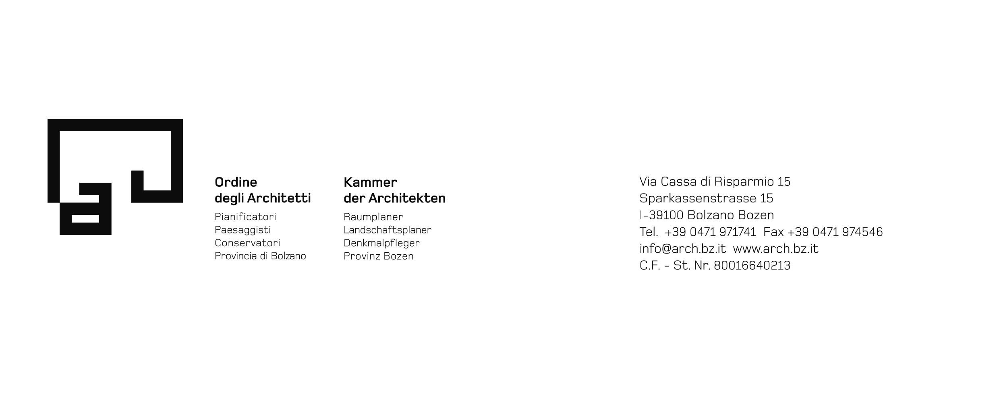 Ordine
degli Architetti
Pianificatori
Paesaggisti
Conservatori
Provincia di Bolzano
Kammer
der Architekten
Raumplaner
Landschaftsplaner
Denkmalpfleger
Provinz Bozen
Via Cassa di Risparmio 15
Sparkassenstrasse 15
I-39100 Bolzano Bozen
Tel. +39 0471 971741 Fax +39 0471 974546
info@arch.bz.it www.arch.bz.it
C.F. - St. Nr. 80016640213